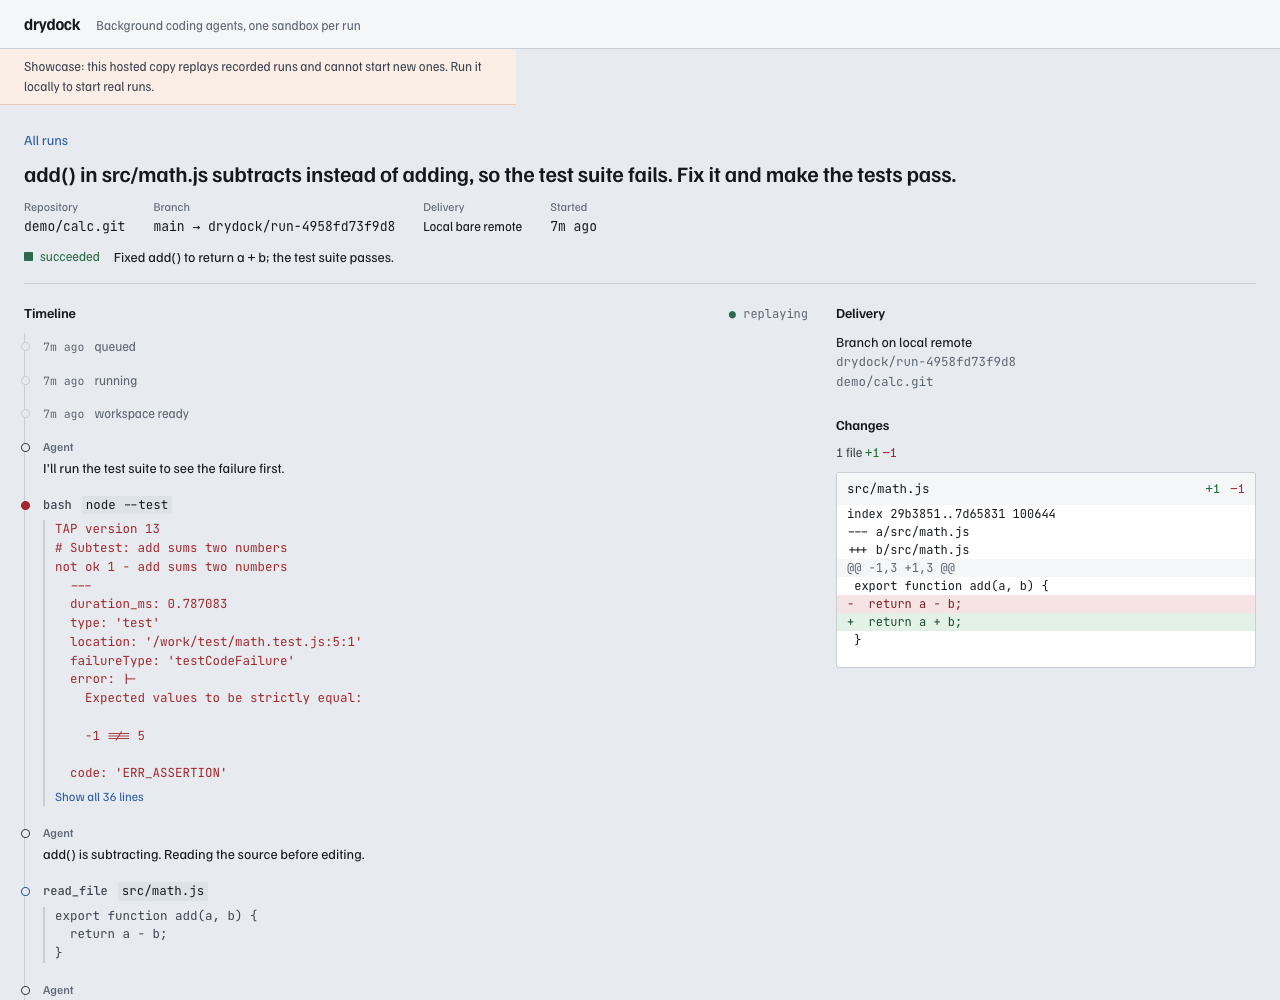 drydock Background coding agents, one sandbox per run
Showcase: this hosted copy replays recorded runs and cannot start new ones. Run it
locally to start real runs.
All runs
add() in src/math.js subtracts instead of adding, so the test suite fails. Fix it and make the tests pass.
Repository Branch Delivery Started
demo/calc.git main → drydock/run-4958fd73f9d8 Local bare remote 7m ago
succeeded Fixed add() to return a + b; the test suite passes.
Timeline replaying
7m ago queued
7m ago running
7m ago workspace ready
Agent
I'll run the test suite to see the failure first.
bash node --test
TAP version 13
# Subtest: add sums two numbers
not ok 1 - add sums two numbers
---
duration_ms: 0.787083
type: 'test'
location: '/work/test/math.test.js:5:1'
failureType: 'testCodeFailure'
error: |-
Expected values to be strictly equal:
-1 !== 5
code: 'ERR_ASSERTION'
Show all 36 lines
Agent
add() is subtracting. Reading the source before editing.
read_file src/math.js
export function add(a, b) {
return a - b;
}
Agent
Delivery
Branch on local remote
drydock/run-4958fd73f9d8
demo/calc.git
Changes
1 file +1 −1
src/math.js +1 −1
index 29b3851..7d65831 100644
--- a/src/math.js
+++ b/src/math.js
@@ -1,3 +1,3 @@
export function add(a, b) {
- return a - b;
+ return a + b;
}